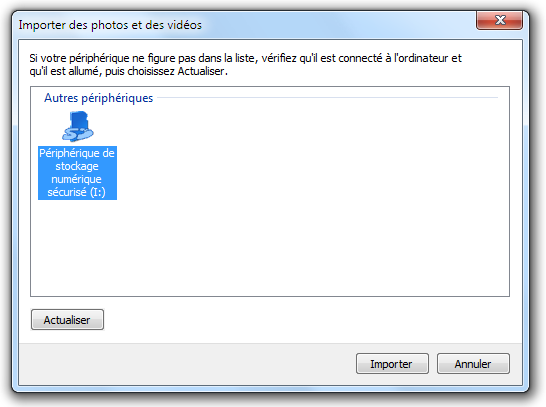 Importer des photos et des vidéos
Si votre périphérique ne figure pas dans la liste, vérifiez qu'il est connecté à l'ordinateur et
qu'il est allumé, puis choisissez Actualiser.
Autres périphériques
Périphérique de
stockage
numérique
sécurisé (I:)
Actualiser
Importer
Annuler